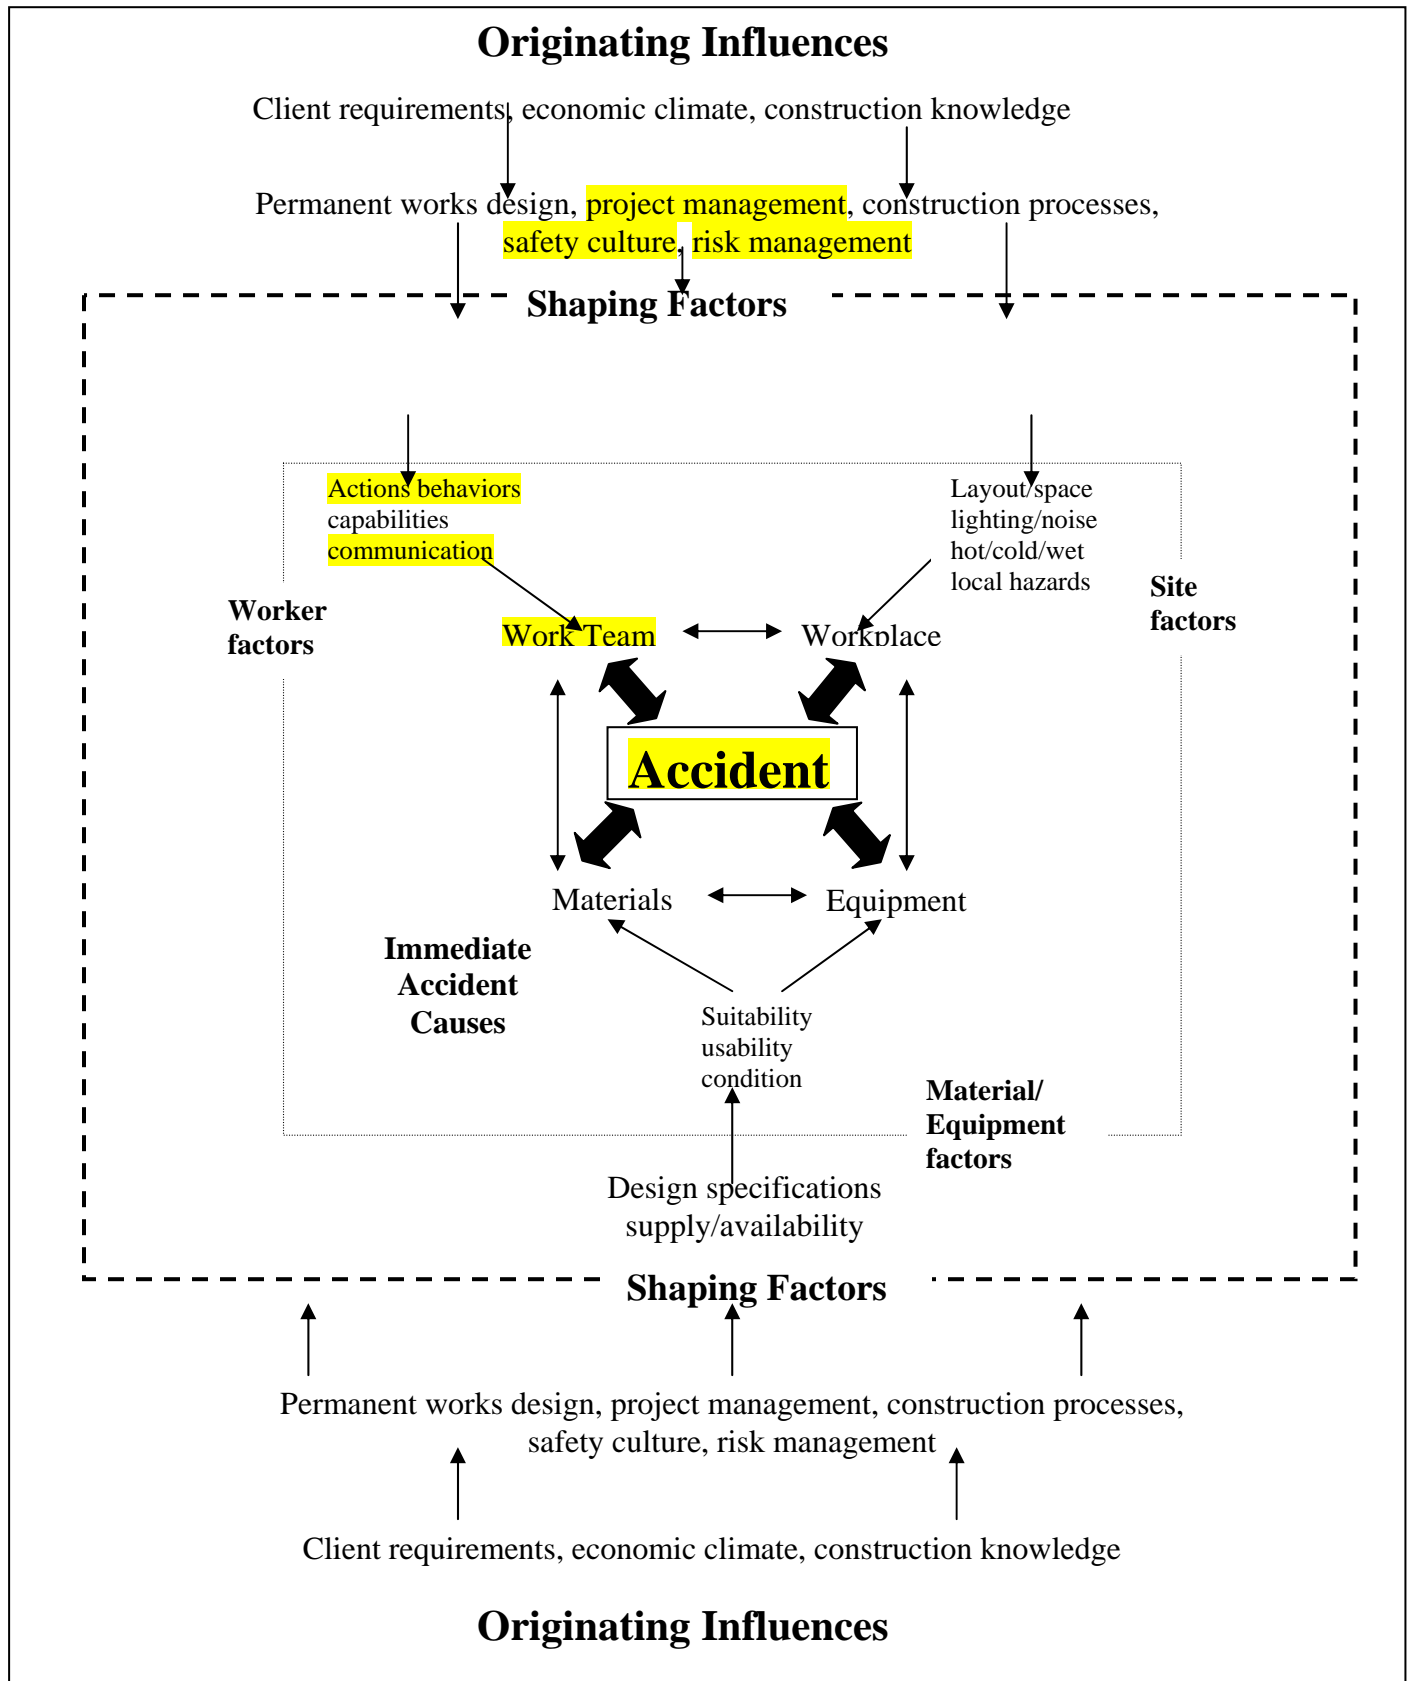 Originating Influences
Client requirements, economic climate, construction knowledge
Permanent works design, project management, construction processes,
safety culture, risk management
Shaping Factors
Actions behaviors
capabilities
communication
Layout/space
lighting/noise
hot/cold/wet
local hazards
Worker
factors
Site
factors
Work Team
Workplace
Accident
Materials
Equipment
Immediate
Accident
Causes
Suitability
usability
condition
Material/
Equipment
factors
Design specifications
supply/availability
Shaping Factors
Permanent works design, project management, construction processes,
safety culture, risk management
Client requirements, economic climate, construction knowledge
Originating Influences